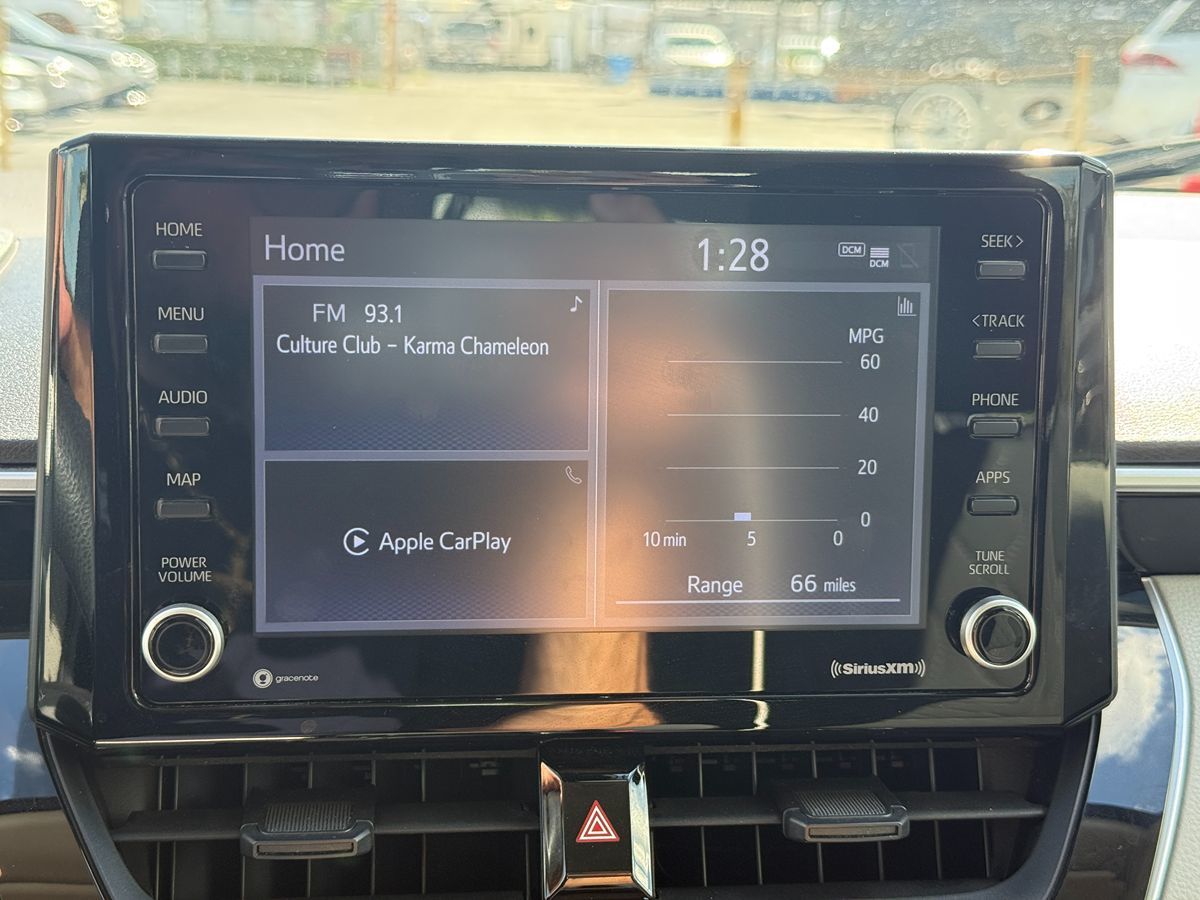 HOME
MENU
AUDIO
MAP
POWER
VOLUME
gracenote
Home
1:28
DCM
DCM
FM 93.1
Culture Club - Karma Chameleon
Apple CarPlay
MPG
60
40
20
0
10 min 5 0
Range 66 miles
SEEK>
<TRACK
PHONE
APPS
TUNE
SCROLL
((SiriusXM))